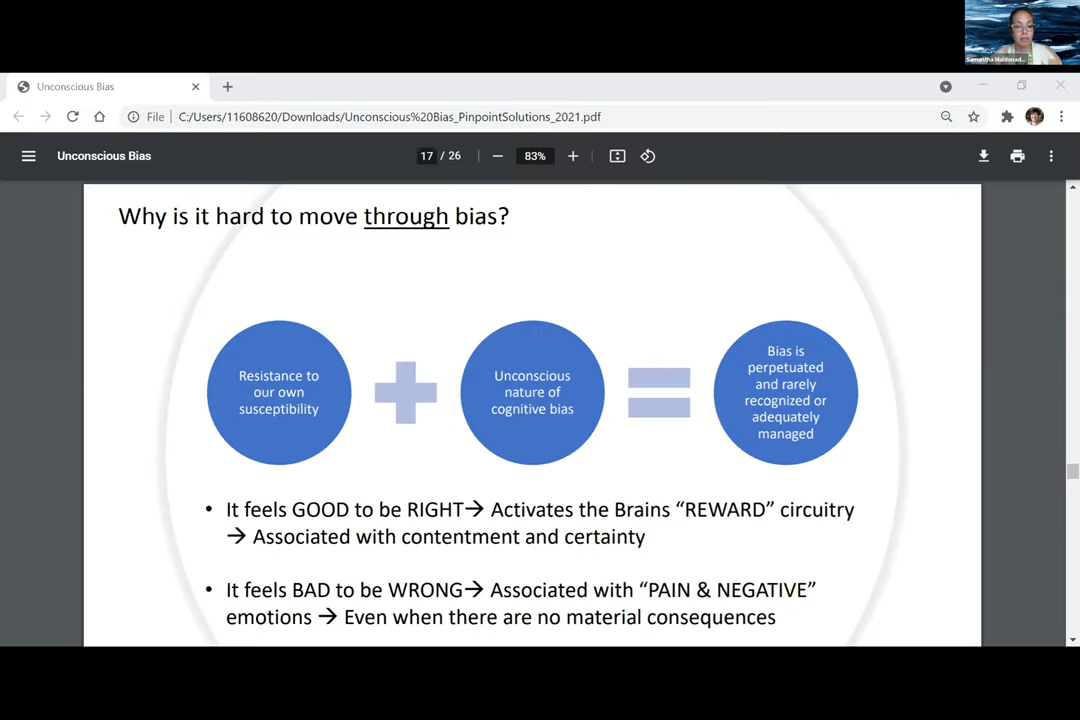 Samantha Maldonad...
Unconscious Bias
File
C:/Users/11608620/Downloads/Unconscious%20Bias_PinpointSolutions_2021.pdf
Unconscious Bias
17 / 26
83%
Why is it hard to move through bias?
Resistance to
our own
susceptibility
Unconscious
nature of
cognitive bias
Bias is
perpetuated
and rarely
recognized or
adequately
managed
• It feels GOOD to be RIGHT→ Activates the Brains “REWARD” circuitry
→ Associated with contentment and certainty
• It feels BAD to be WRONG→ Associated with “PAIN & NEGATIVE”
emotions → Even when there are no material consequences